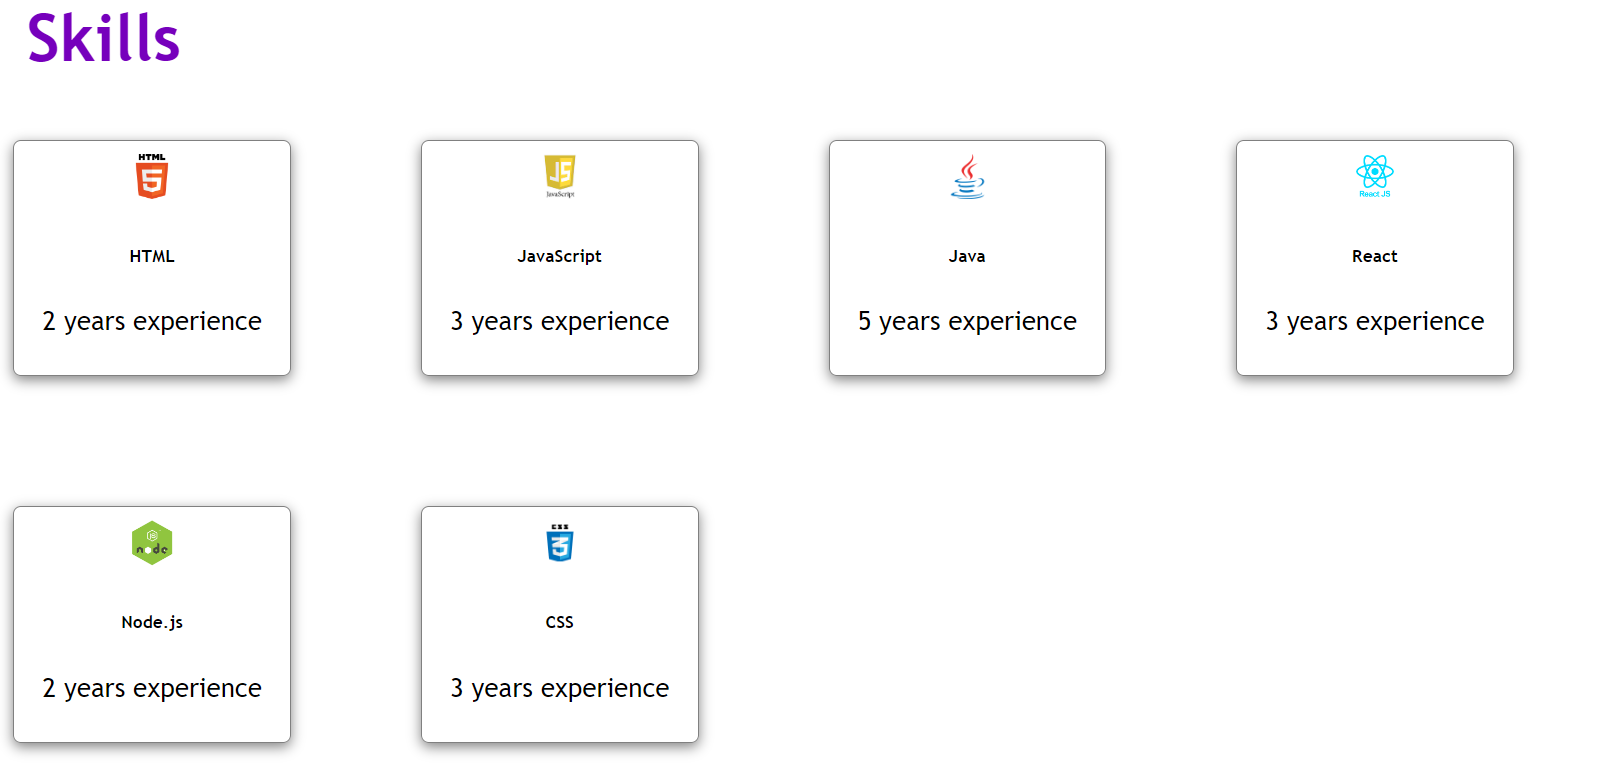 Skills
HTML
5
HTML
2 years experience
JS
JavaScript
JavaScript
3 years experience
Java
5 years experience
React JS
React
3 years experience
JS
node
Node.js
2 years experience
CSS
3
CSS
3 years experience